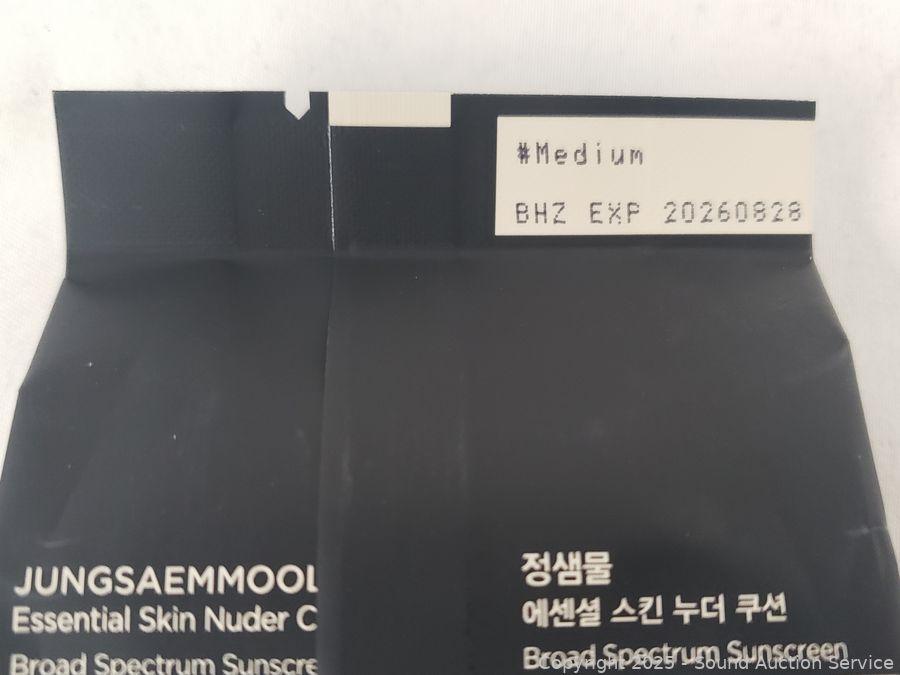 #Medium
BHZ EXP 20260828
JUNGSAEMMOOL
Essential Skin Nuder C
Broad Spectrum Sunscre
정샘물
에센셜 스킨 누더 쿠션
Broad Spectrum Sunscreen
Copyright 2025 - Sound Auction Service